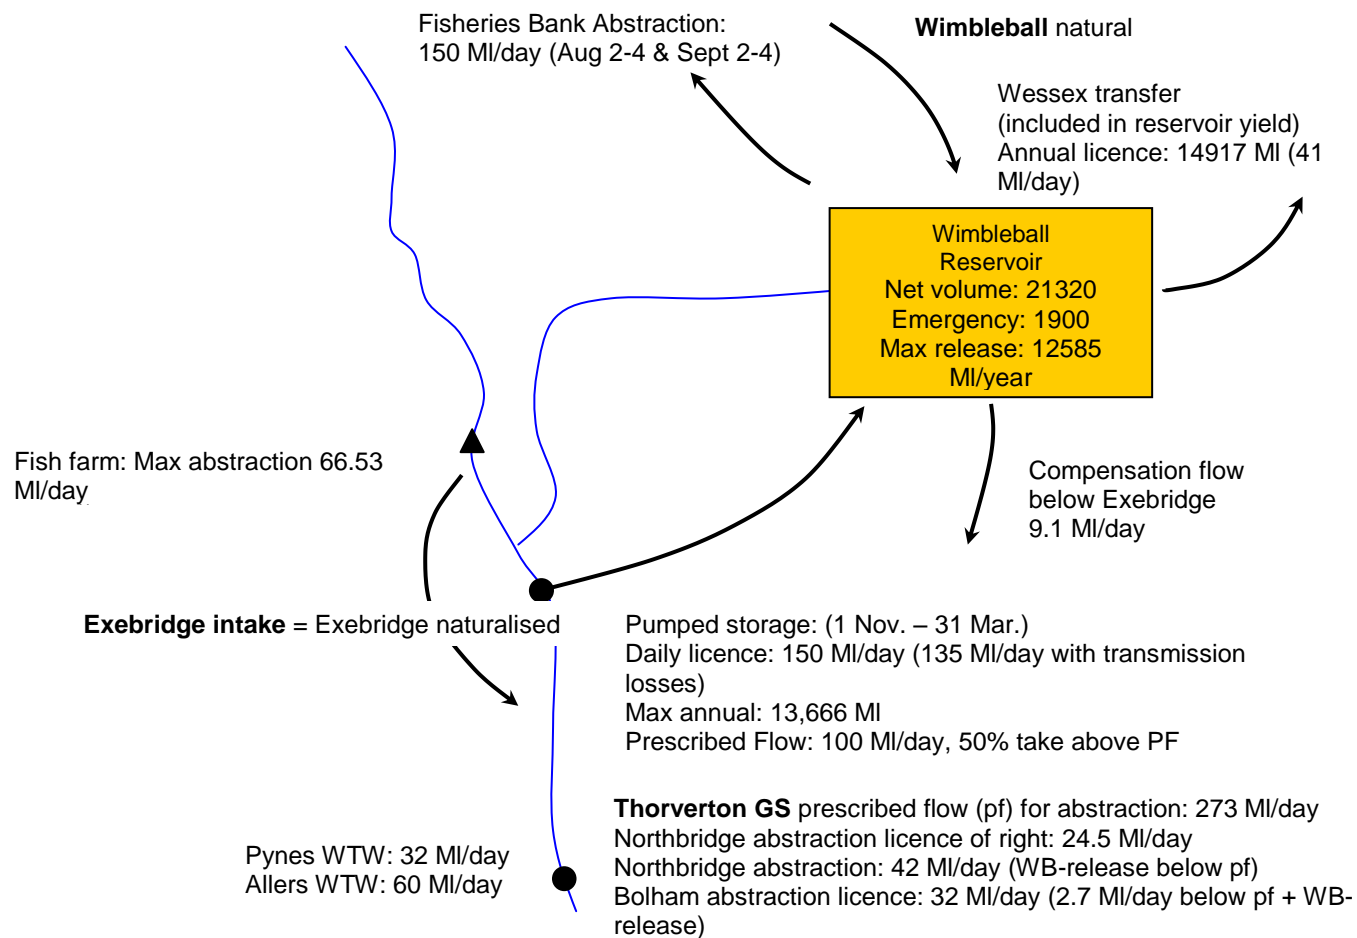 Fisheries Bank Abstraction:
150 Ml/day (Aug 2-4 & Sept 2-4)
Wimbleball natural
Wessex transfer
(included in reservoir yield)
Annual licence: 14917 Ml (41
Ml/day)
Wimbleball
Reservoir
Net volume: 21320
Emergency: 1900
Max release: 12585
Ml/year
Fish farm: Max abstraction 66.53
Ml/day
Compensation flow
below Exebridge
9.1 Ml/day
Exebridge intake = Exebridge naturalised
Pumped storage: (1 Nov. – 31 Mar.)
Daily licence: 150 Ml/day (135 Ml/day with transmission
losses)
Max annual: 13,666 Ml
Prescribed Flow: 100 Ml/day, 50% take above PF
Thorverton GS prescribed flow (pf) for abstraction: 273 Ml/day
Northbridge abstraction licence of right: 24.5 Ml/day
Northbridge abstraction: 42 Ml/day (WB-release below pf)
Bolham abstraction licence: 32 Ml/day (2.7 Ml/day below pf + WB-
release)
Pynes WTW: 32 Ml/day
Allers WTW: 60 Ml/day